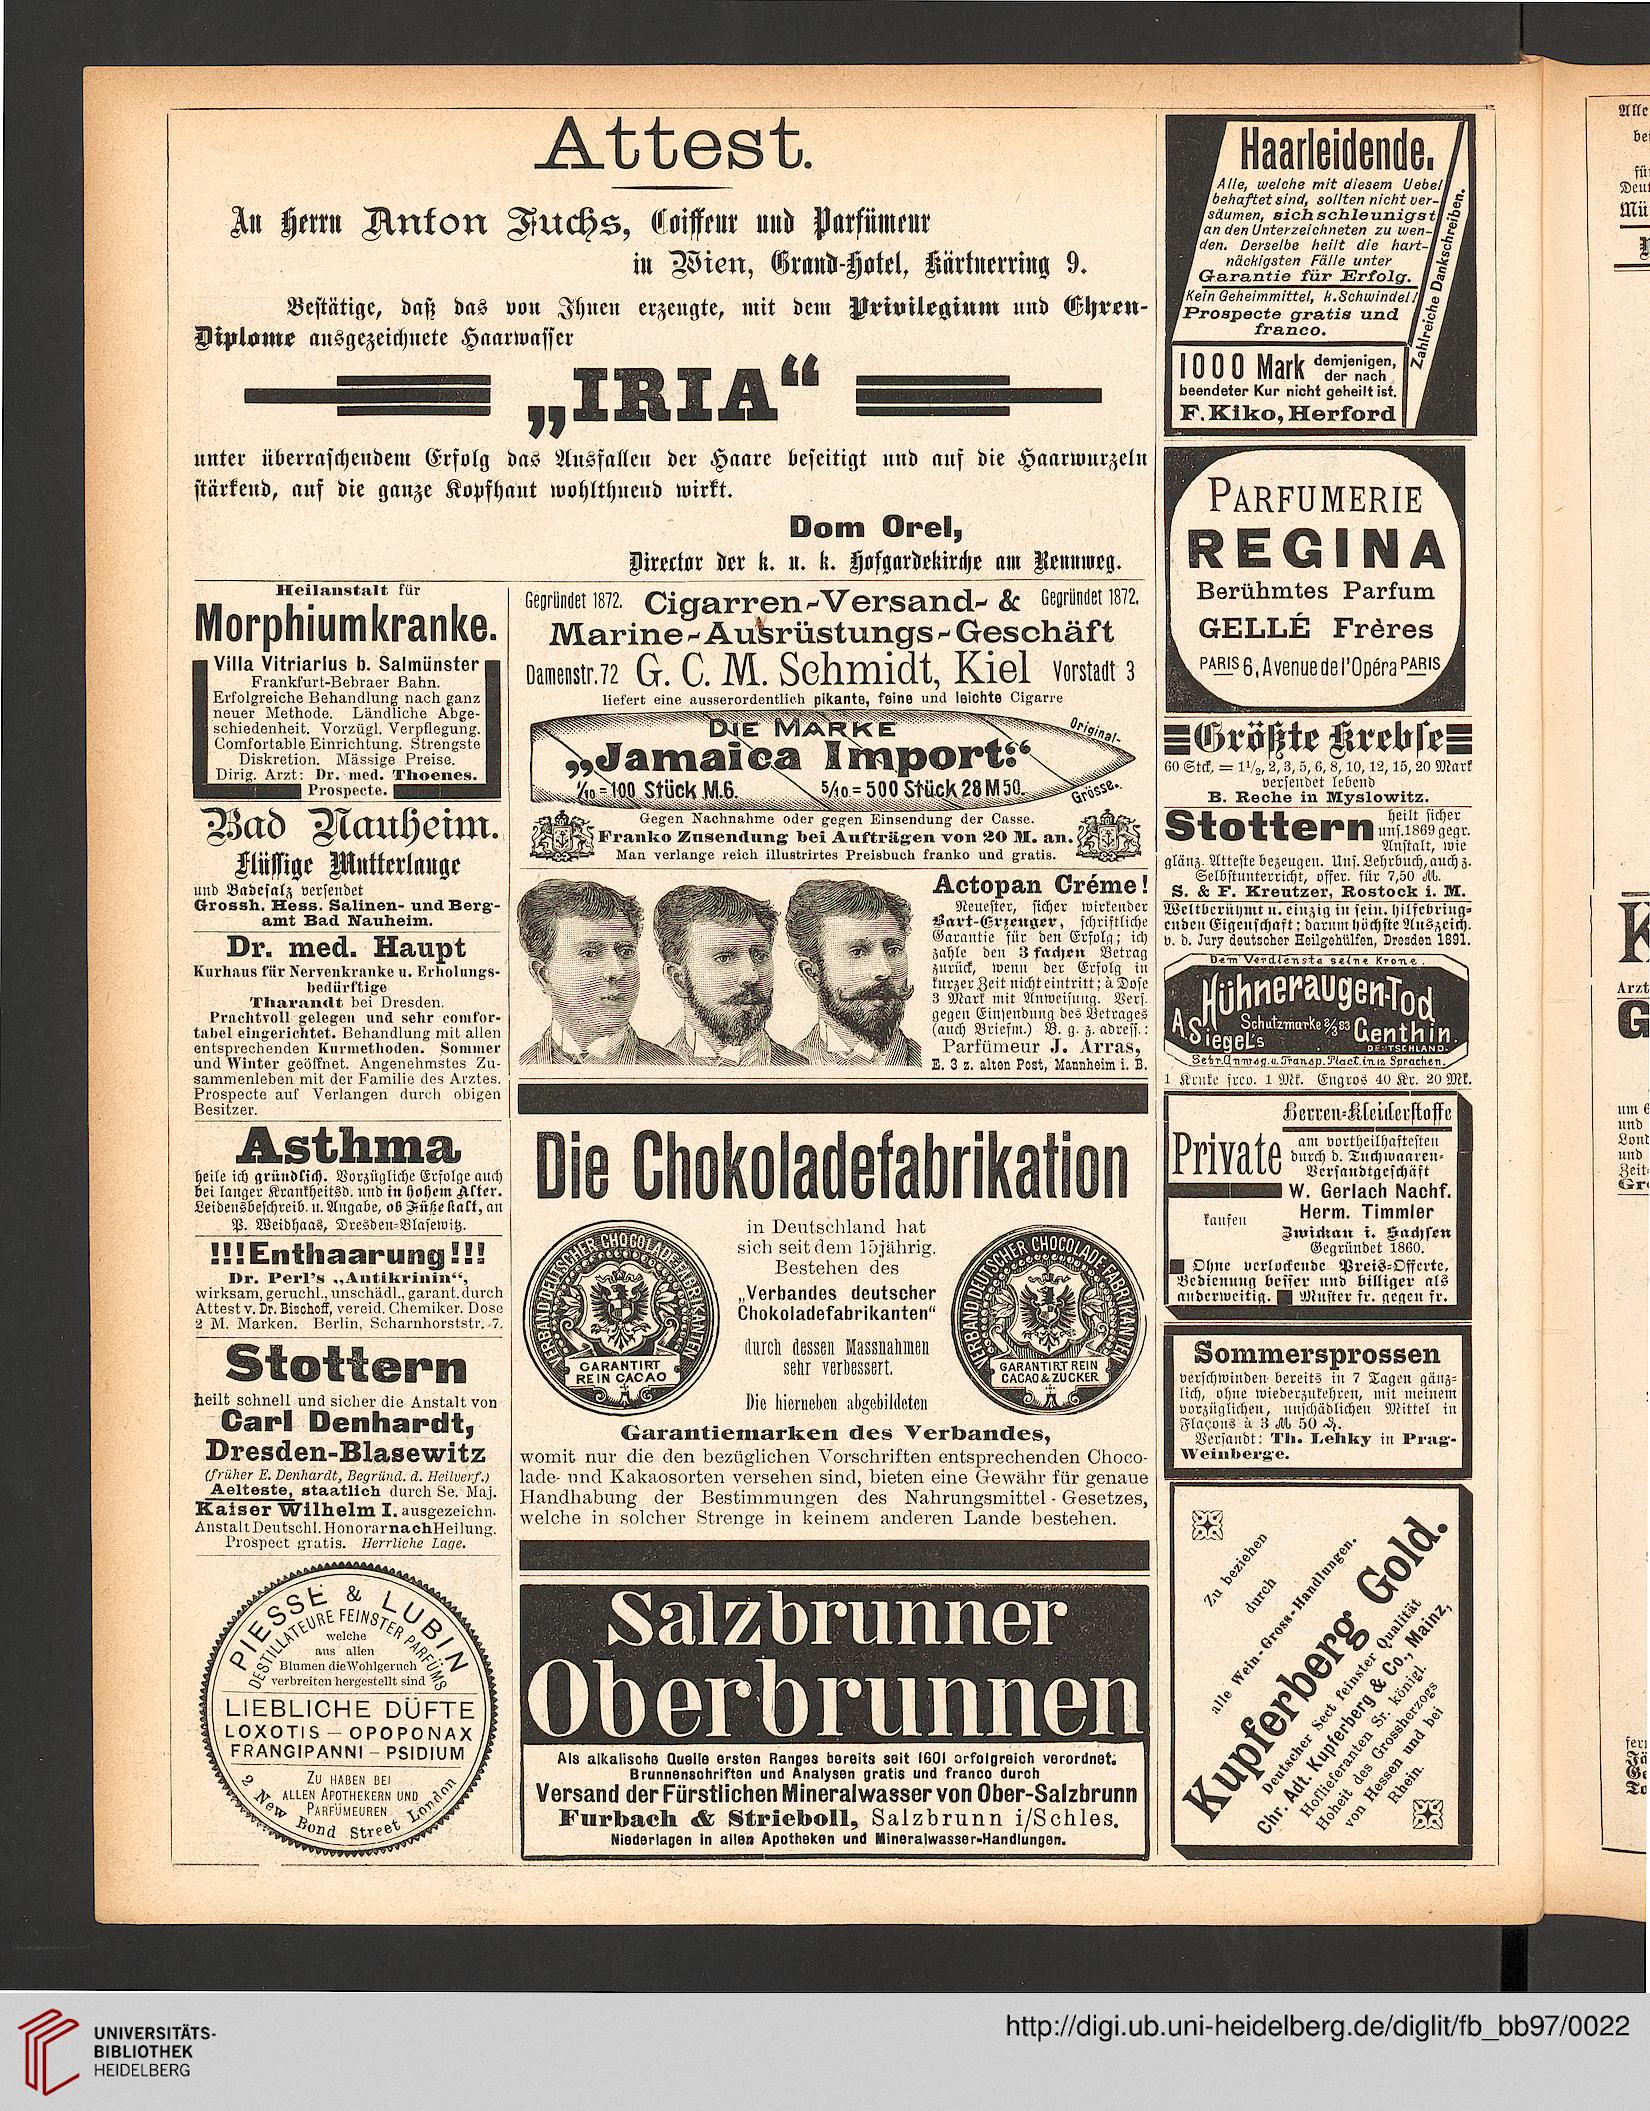 Attest.
An Herrn Anton Fuchs, Coiffeur und Parfümeur
in Wien, Grand-Hotel, Kärtnerring 9.
Bestätige, daß das von Ihnen erzeugte, mit dem Privilegium und Ehren-
Diplome ausgezeichnete Haarwasser
„IRIA“
unter überraschendem Erfolg das Ausfallen der Haare beseitigt und auf die Haarwurzeln
stärkend, auf die ganze Kopfhaut wohlthuend wirkt.
Dom Orel,
Director der k. u. k. Hofgardekirche am Rennweg.
Heilanstalt für
Morphiumkranke.
Villa Vitriarius b. Salmünster
Frankfurt-Bebraer Bahn.
Erfolgreiche Behandlung nach ganz
neuer Methode. Ländliche Abge-
schiedenheit. Vorzügl. Verpflegung.
Comfortable Einrichtung. Strengste
Diskretion. Mässige Preise.
Dirig. Arzt: Dr. med. Thoenes.
Prospecte.
Bad Nauheim.
Flüssige Mutterlauge
und Badesalz versendet
Grossh. Hess. Salinen- und Berg-
amt Bad Nauheim.
Dr. med. Haupt
Kurhaus für Nervenkranke u. Erholungs-
bedürftige
Tharandt bei Dresden.
Prachtvoll gelegen und sehr comfor-
tabel eingerichtet. Behandlung mit allen
entsprechenden Kurmethoden. Sommer
und Winter geöffnet. Angenehmstes Zu-
sammenleben mit der Familie des Arztes.
Prospecte auf Verlangen durch obigen
Besitzer.
Asthma
heile ich gründlich. Vorzügliche Erfolge auch
bei langer Krankheitsd. und in hohem Alter.
Leidensbeschreib. u. Angabe, ob Füße kalt, an
P. Weidhaas, Dresden-Blasewitz.
!!!Enthaarung!!!
Dr. Perl's „Antikrinin“,
wirksam, geruchl., unschädl., garant. durch
Attest v. Dr. Bischoff, vereid. Chemiker. Dose
2 M. Marken. Berlin, Scharnhorststr. 7.
Stottern
heilt schnell und sicher die Anstalt von
Carl Denhardt,
Dresden-Blasewitz
(früher E. Denhardt, Begründ. d. Heilverf.)
Aelteste, staatlich durch Se. Maj.
Kaiser Wilhelm I. ausgezeichn.
Anstalt Deutschl. Honorar nach Heilung.
Prospect gratis. Herrliche Lage.
PIESSE & LUBIN
DESTILLATEURE FEINSTER PARFÜMS
welche
aus allen
Blumen die Wohlgeruch
verbreiten hergestellt sind
LIEBLICHE DÜFTE
LOXOTIS — OPOPONAX
FRANGIPANNI – PSIDIUM
ZU HABEN BEI
ALLEN APOTHEKERN UND
PARFÜMEUREN
2 New Bond Street London
Gegründet 1872. Cigarren-Versand- & Gegründet 1872.
Marine-Ausrüstungs-Geschäft
Damenstr. 72 G. C. M. Schmidt, Kiel Vorstadt 3
liefert eine ausserordentlich pikante, feine und leichte Cigarre
DIE MARKE
„Jamaica Import“
Original-
1/10 = 100 Stück M.6. 5/10 = 500 Stück 28 M 50.
Grösse.
Gegen Nachnahme oder gegen Einsendung der Casse.
Franko Zusendung bei Aufträgen von 20 M. an.
Man verlange reich illustrirtes Preisbuch franko und gratis.
Actopan Créme!
Neuester, sicher wirkender
Bart-Erzeuger, schriftliche
Garantie für den Erfolg; ich
zahle den 3 fachen Betrag
zurück, wenn der Erfolg in
kurzer Zeit nicht eintritt; à Dose
3 Mark mit Anweisung. Vers.
gegen Einsendung des Betrages
(auch Briefm.) B. g. z. adress.:
Parfümeur J. Arras,
E. 3 z. alten Post, Mannheim i. B.
Die Chokoladefabrikation
in Deutschland hat
sich seit dem 15jährig.
Bestehen des
„Verbandes deutscher
Chokoladefabrikanten“
durch dessen Massnahmen
sehr verbessert.
Die hierneben abgebildeten
VERBAND DEUTSCHER CHOCOLADE FABRIKANTEN
GARANTIRT
REIN CACAO
VERBAND DEUTSCHER CHOCOLADE FABRIKANTEN
GARANTIRT REIN
CACAO & ZUCKER
Garantiemarken des Verbandes,
womit nur die den bezüglichen Vorschriften entsprechenden Choco-
lade- und Kakaosorten versehen sind, bieten eine Gewähr für genaue
Handhabung der Bestimmungen des Nahrungsmittel-Gesetzes,
welche in solcher Strenge in keinem anderen Lande bestehen.
Salzbrunner
Oberbrunnen
Als alkalische Quelle ersten Ranges bereits seit 1601 erfolgreich verordnet.
Brunnenschriften und Analysen gratis und franco durch
Versand der Fürstlichen Mineralwasser von Ober-Salzbrunn
Furbach & Strieboll, Salzbrunn i/Schles.
Niederlagen in allen Apotheken und Mineralwasser-Handlungen.
Haarleidende.
Alle, welche mit diesem Uebel
behaftet sind, sollten nicht ver-
säumen, sich schleunigst
an den Unterzeichneten zu wen-
den. Derselbe heilt die hart-
näckigsten Fälle unter
Garantie für Erfolg.
Kein Geheimmittel, k. Schwindel!
Prospecte gratis und
franco.
Zahlreiche Dankschreiben.
1000 Mark demjenigen,
der nach
beendeter Kur nicht geheilt ist.
F. Kiko, Herford
PARFUMERIE
REGINA
Berühmtes Parfum
GELLÉ Frères
PARIS 6, Avenue de l'Opéra PARIS
Größte Krebse
60 Stck. = 1 1/2, 2, 3, 5, 6, 8, 10, 12, 15, 20 Mark
versendet lebend
B. Reche in Myslowitz.
Stottern heilt sicher
uns. 1869 gegr.
Anstalt, wie
glänz. Atteste bezeugen. Uns. Lehrbuch, auch z.
Selbstunterricht, offer. für 7,50 M.
S. & F. Kreutzer, Rostock i. M.
Weltberühmt u. einzig in sein. hilfebring-
enden Eigenschaft; darum höchste Auszeich.
v. d. Jury deutscher Heilgehülfen, Dresden 1891.
Dem Verdienste seine Krone.
Hühneraugen-Tod
A Siegel's Schutzmarke Genthin.
DEUTSCHLAND.
Gebr. Anwsg. u. Transp. Plact. in 12 Sprachen.
1 Kruke frco. 1 Mk. Engros 40 Kr. 20 Mk.
Herren-Kleiderstoffe
Private
am vortheilhaftesten
durch d. Tuchwaaren-
Versandtgeschäft
W. Gerlach Nachf.
kaufen
Herm. Timmler
Zwickau i. Sachsen
Gegründet 1860.
Ohne verlockende Preis-Offerte,
Bedienung besser und billiger als
anderweitig. Muster fr. gegen fr.
Sommersprossen
verschwinden bereits in 7 Tagen gänz-
lich, ohne wiederzukehren, mit meinem
vorzüglichen, unschädlichen Mittel in
Flaçons à 3 M 50 ₰.
Versandt: Th. Lehky in Prag-
Weinberge.
Zu beziehen
durch
alle Wein-Gross-Handlungen.
Kupferberg Gold.
Deutscher Sect feinster Qualität
Chr. Adt. Kupferberg & Co., Mainz,
Hoflieferanten Sr. königl.
Hoheit des Grossherzogs
von Hessen und bei
Rhein.
UNIVERSITÄTS-
BIBLIOTHEK
HEIDELBERG
http://digi.ub.uni-heidelberg.de/diglit/fb_bb97/0022